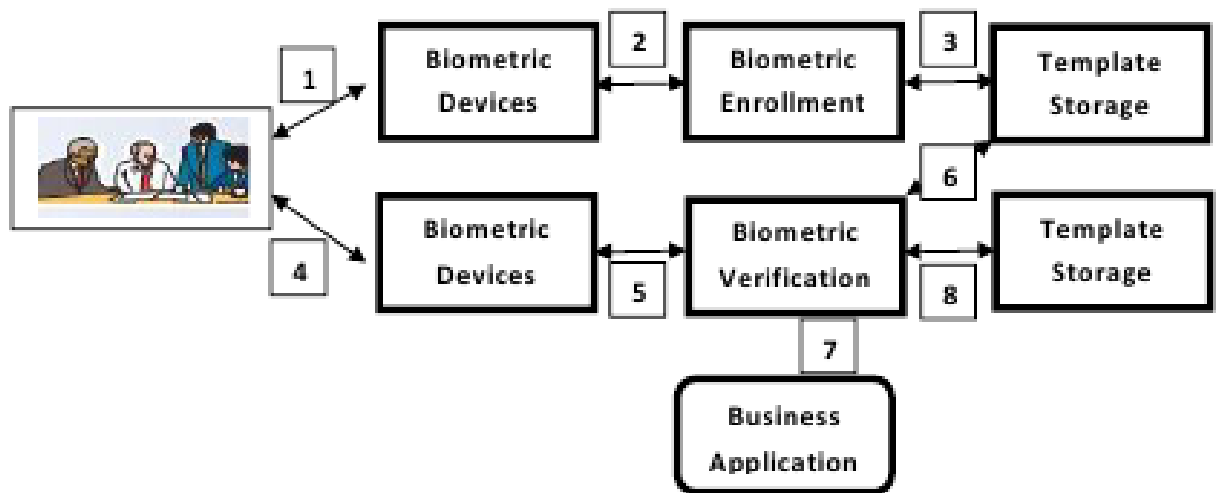 1
Biometric
Devices
2
Biometric
Enrollment
3
Template
Storage
4
Biometric
Devices
5
Biometric
Verification
6
8
Template
Storage
7
Business
Application